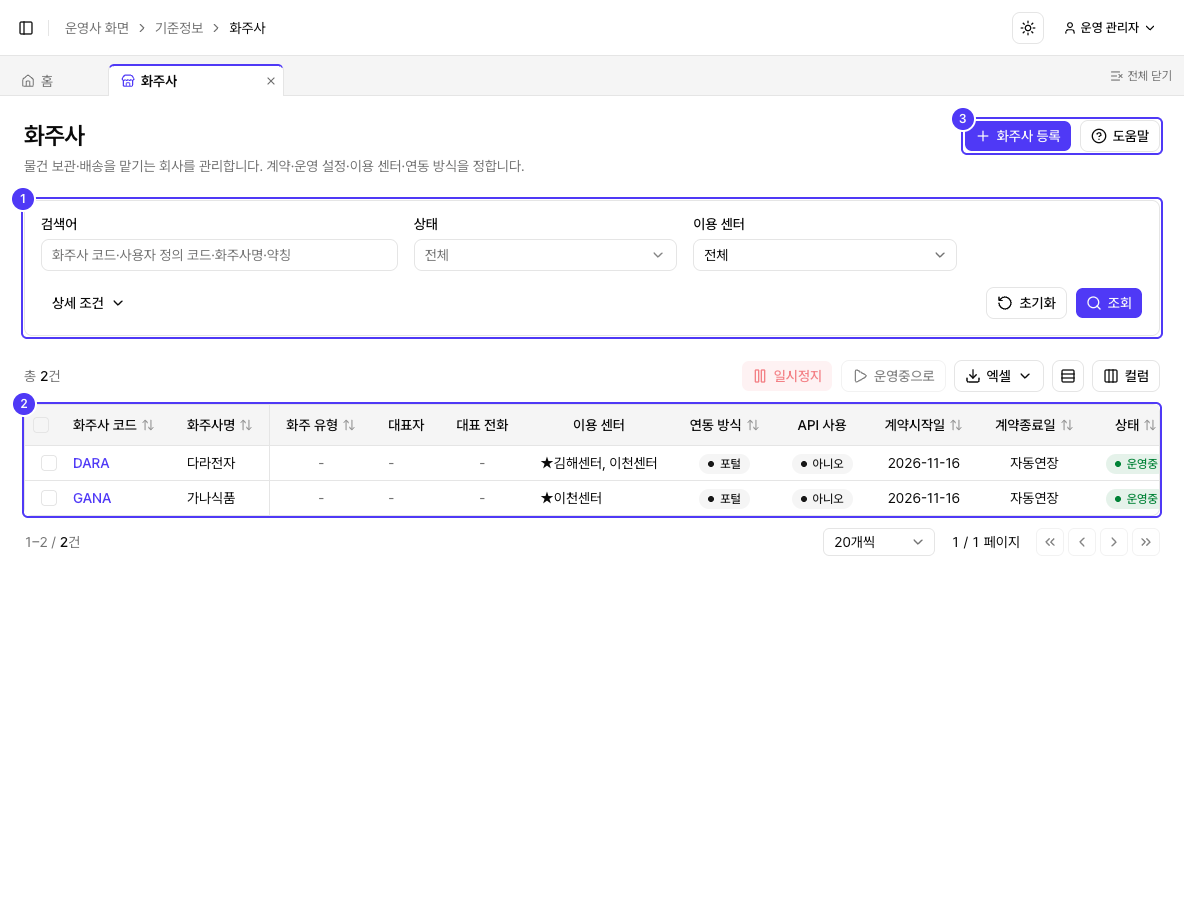 운영사 화면 > 기준정보 > 화주사
운영 관리자
홈
화주사
전체 닫기
화주사
물건 보관·배송을 맡기는 회사를 관리합니다. 계약·운영 설정·이용 센터·연동 방식을 정합니다.
3
화주사 등록
도움말
1
검색어
상태
이용 센터
화주사 코드·사용자 정의 코드·화주사명·약칭
전체
전체
상세 조건
초기화
조회
총 2건
일시정지
운영중으로
엑셀
컬럼
2
화주사 코드 화주사명 화주 유형 대표자 대표 전화 이용 센터 연동 방식 API 사용 계약시작일 계약종료일 상태
DARA 다라전자 - - - ★김해센터, 이천센터 포털 아니오 2026-11-16 자동연장 운영중
GANA 가나식품 - - - ★이천센터 포털 아니오 2026-11-16 자동연장 운영중
1–2 / 2건
20개씩
1 / 1 페이지